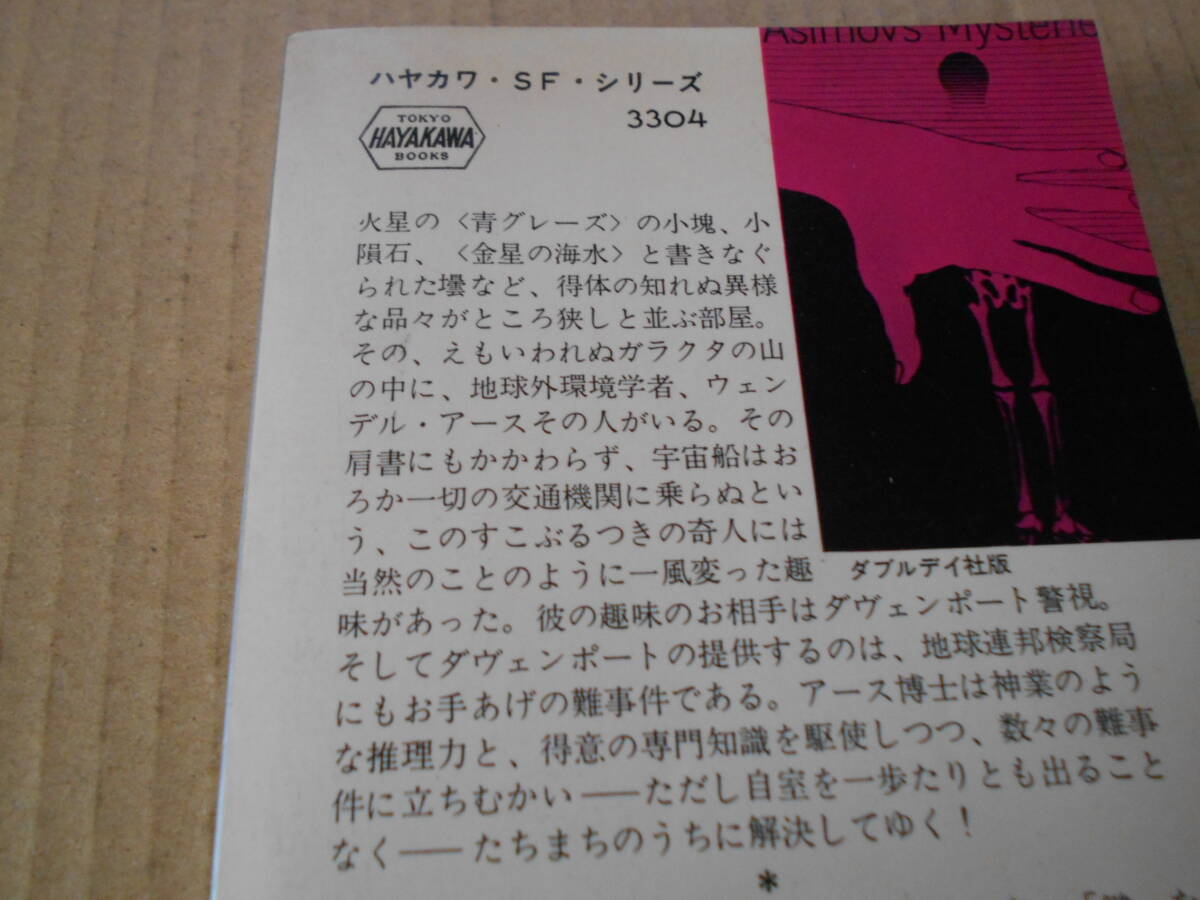 Asimov's Mysterie
ハヤカワ・SF・シリーズ
3304
TOKYO
HAYAKAWA
BOOKS
火星の〈青グレーズ〉の小塊、小
隕石、〈金星の海水〉と書きなぐ
られた壜など、得体の知れぬ異様
な品々がところ狭しと並ぶ部屋。
その、えもいわれぬガラクタの山
の中に、地球外環境学者、ウェン
デル・アースその人がいる。その
肩書にもかかわらず、宇宙船はお
ろか一切の交通機関に乗らぬとい
う、このすこぶるつきの奇人には
当然のことのように一風変った趣
味があった。彼の趣味のお相手はダヴェンポート警視。
そしてダヴェンポートの提供するのは、地球連邦検察局
にもお手あげの難事件である。アース博士は神業のよう
な推理力と、得意の専門知識を駆使しつつ、数々の難事
件に立ちむかい——ただし自室を一歩たりとも出ること
なく——たちまちのうちに解決してゆく！
*
ダブルデイ社版